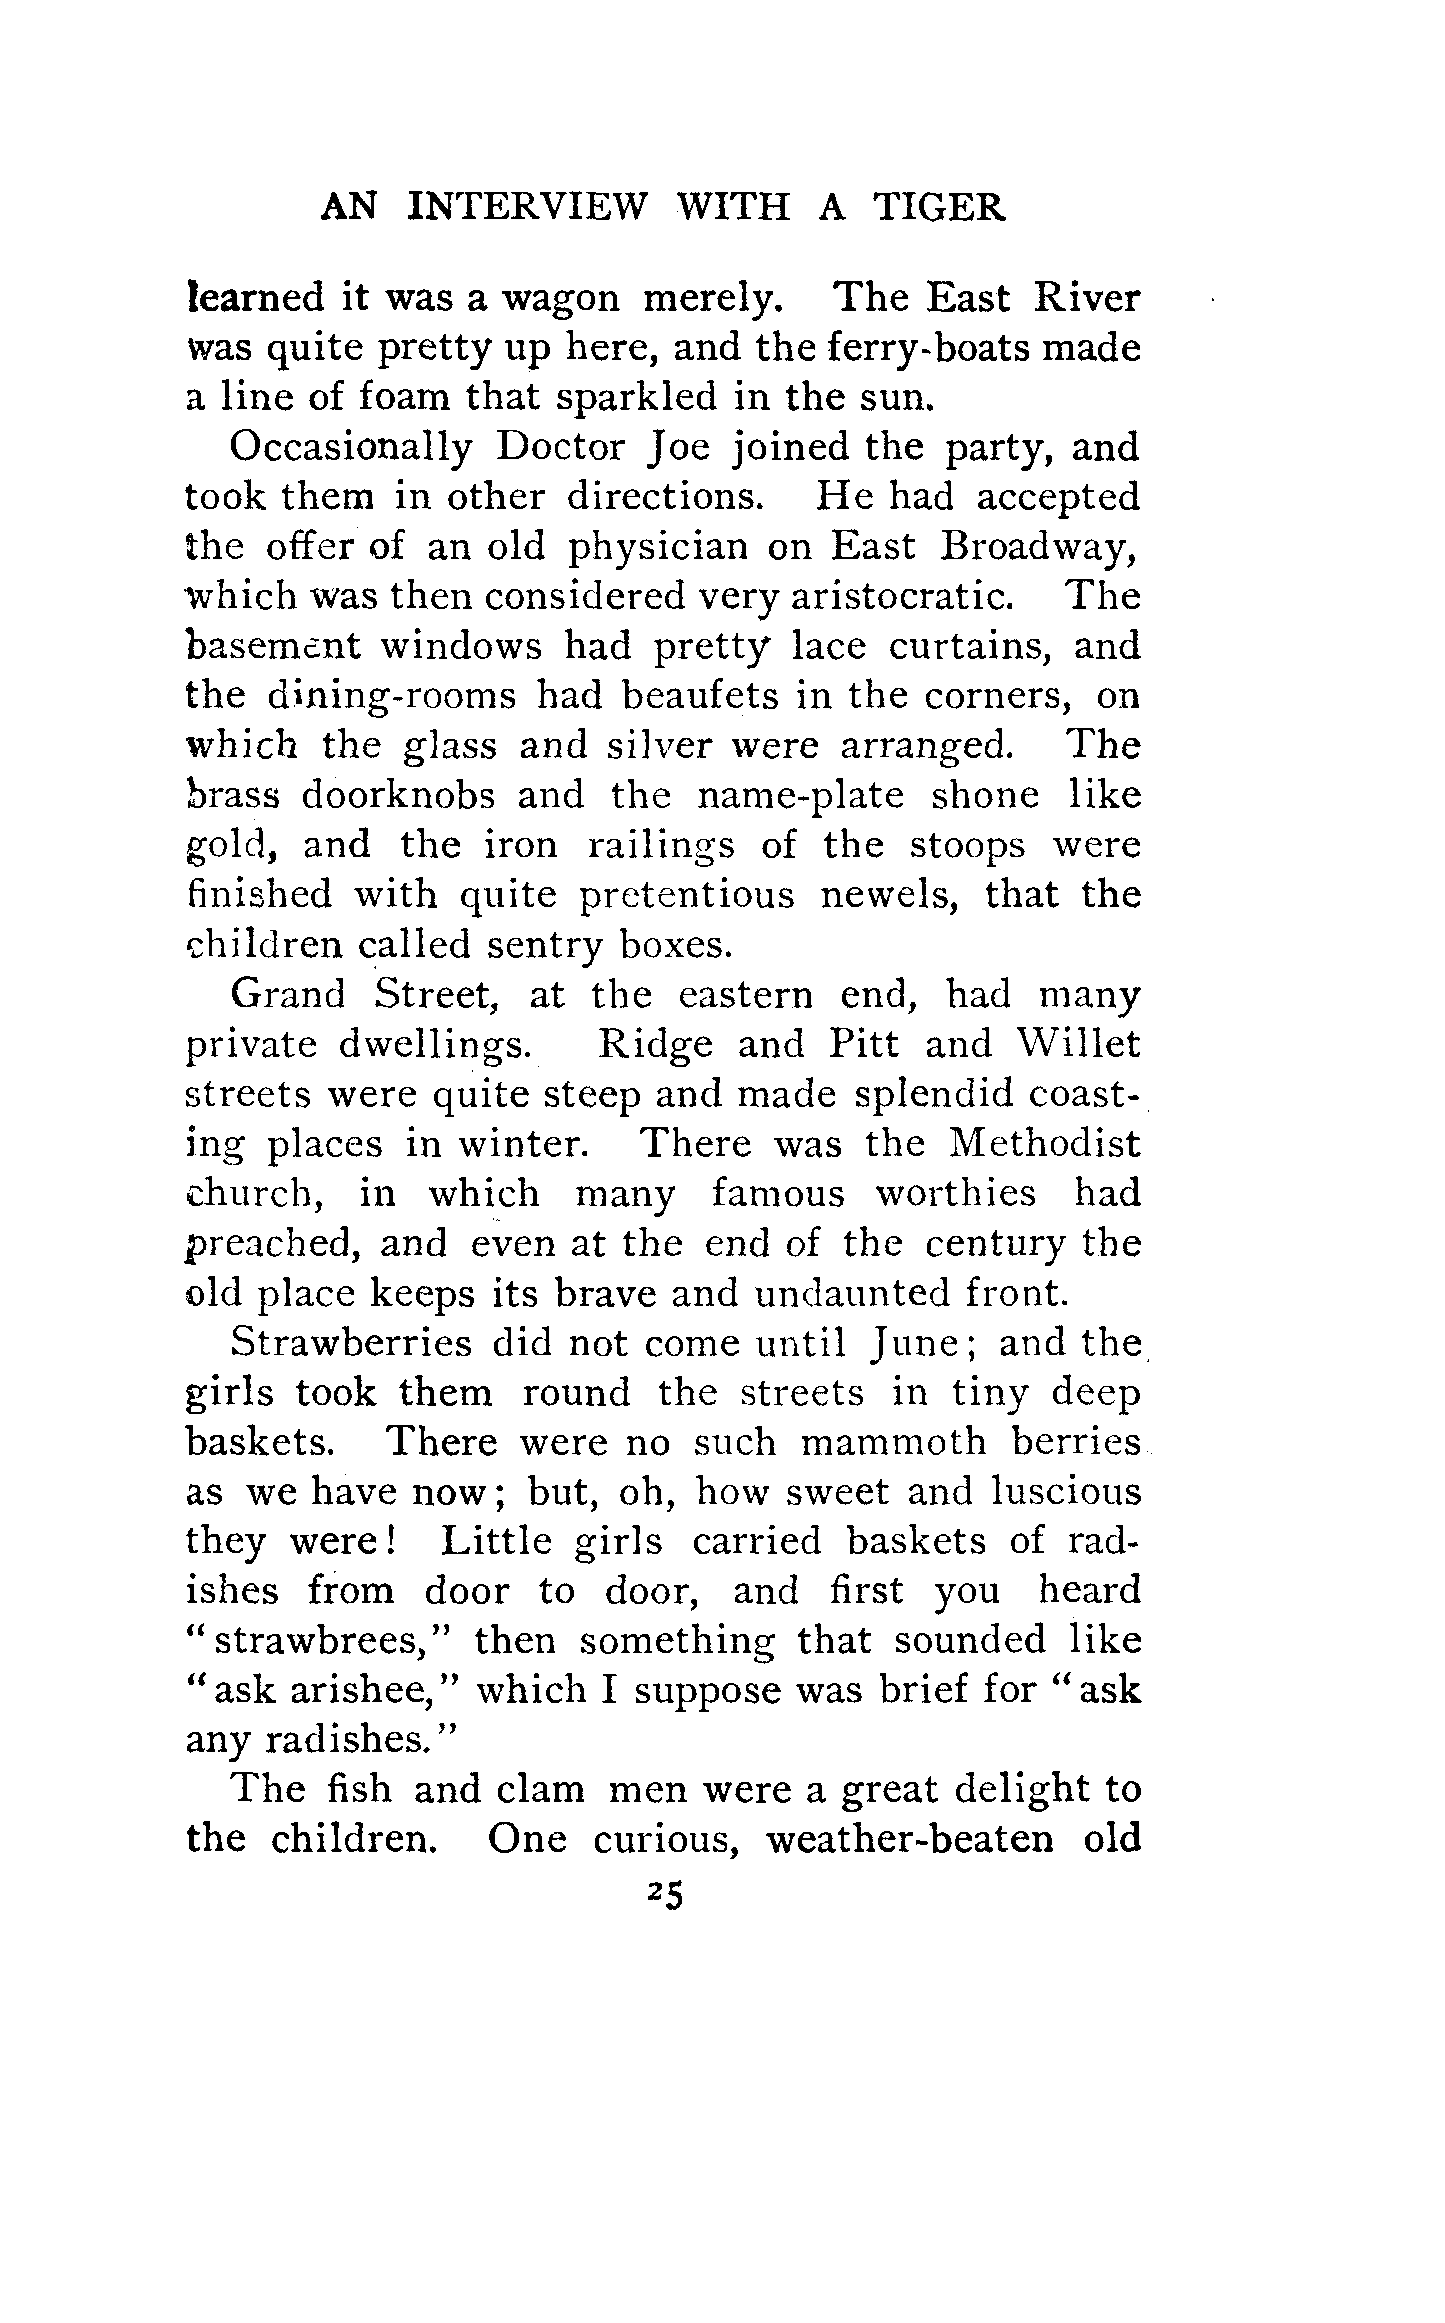 AN INTERVIEW WITH A TIGER
learned it was a wagon merely. The East River
was quite pretty up here, and the ferry-boats made
a line of foam that sparkled in the sun.
Occasionally Doctor Joe joined the party, and
took them in other directions. He had accepted
the offer of an old physician on East Broadway,
which was then considered very aristocratic. The
basement windows had pretty lace curtains, and
the dining-rooms had beaufets in the corners, on
which the glass and silver were arranged. The
brass doorknobs and the name-plate shone like
gold, and the iron railings of the stoops were
finished with quite pretentious newels, that the
children called sentry boxes.
Grand Street, at the eastern end, had many
private dwellings. Ridge and Pitt and Willet
streets were quite steep and made splendid coast-
ing places in winter. There was the Methodist
church, in which many famous worthies had
preached, and even at the end of the century the
old place keeps its brave and undaunted front.
Strawberries did not come until June; and the
girls took them round the streets in tiny deep
baskets. There were no such mammoth berries
as we have now; but, oh, how sweet and luscious
they were! Little girls carried baskets of rad-
ishes from door to door, and first you heard
"strawbrees," then something that sounded like
"ask arishee," which I suppose was brief for "ask
any radishes."
The fish and clam men were a great delight to
the children. One curious, weather-beaten old
25